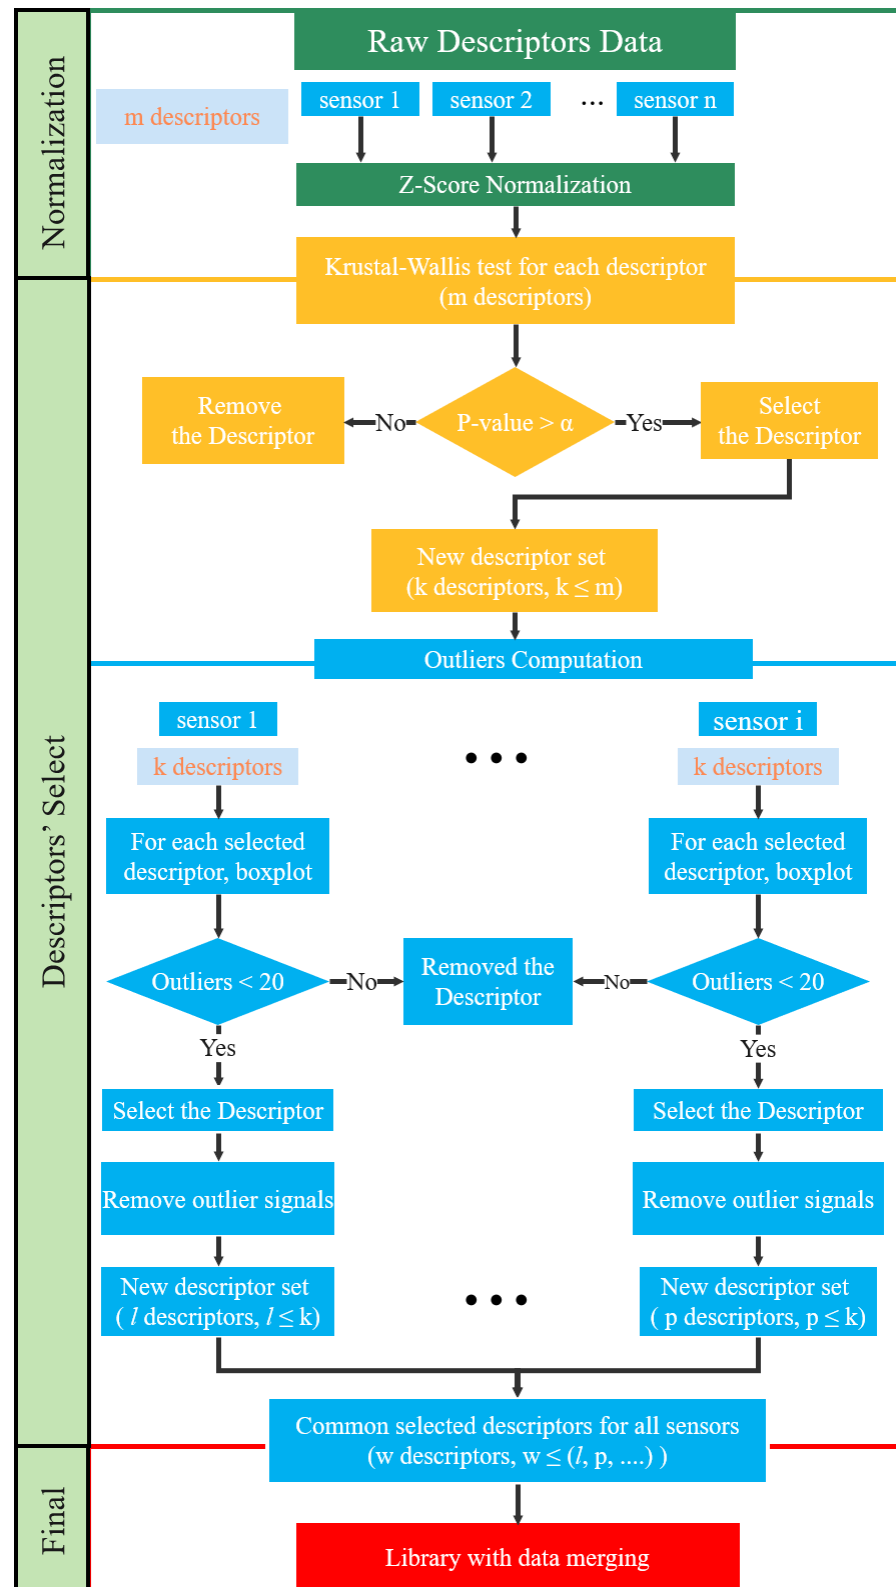 Normalization
Raw Descriptors Data
m descriptors
sensor 1
sensor 2
...
sensor n
Z-Score Normalization
Krustal-Wallis test for each descriptor
(m descriptors)
Descriptors' Select
Remove
the Descriptor
No
P-value > α
Yes
Select
the Descriptor
New descriptor set
(k descriptors, k ≤ m)
Outliers Computation
sensor 1
• • •
sensor i
k descriptors
k descriptors
For each selected
descriptor, boxplot
For each selected
descriptor, boxplot
Outliers < 20
No
Removed the
Descriptor
No
Outliers < 20
Yes
Yes
Select the Descriptor
Select the Descriptor
Remove outlier signals
Remove outlier signals
New descriptor set
( l descriptors, l ≤ k)
• • •
New descriptor set
( p descriptors, p ≤ k)
Common selected descriptors for all sensors
(w descriptors, w ≤ (l, p, ....) )
Final
Library with data merging